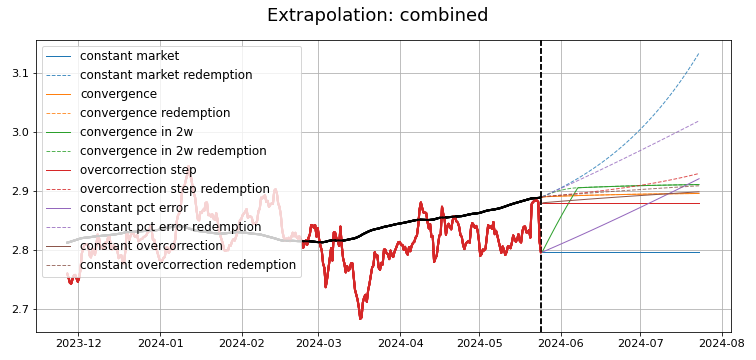 Extrapolation: combined
constant market
constant market redemption
convergence
convergence redemption
convergence in 2w
convergence in 2w redemption
overcorrection step
overcorrection step redemption
constant pct error
constant pct error redemption
constant overcorrection
constant overcorrection redemption
3.1
3.0
2.9
2.8
2.7
2023-12 2024-01 2024-02 2024-03 2024-04 2024-05 2024-06 2024-07 2024-08